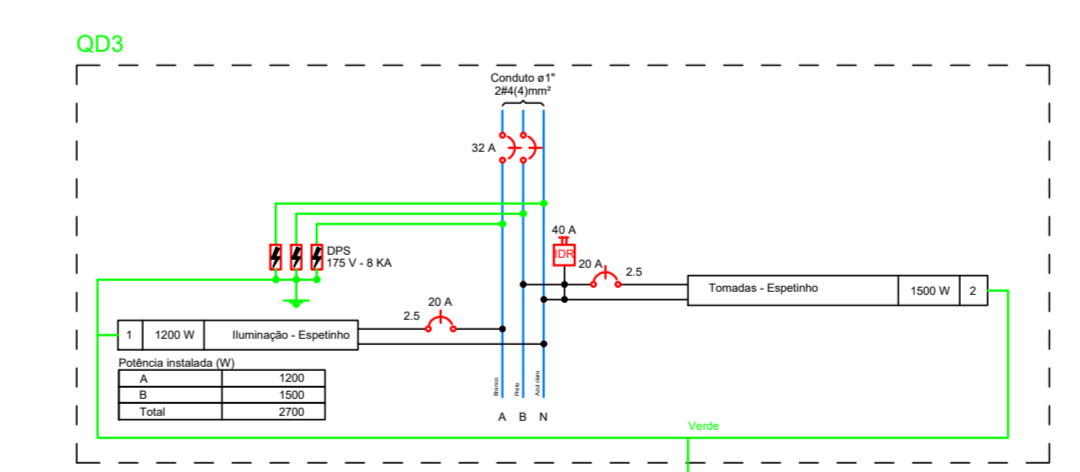 QD3
Conduto ø1"
2#4(4)mm²
32 A
40 A
IDR
DPS
175 V - 8 KA
20 A
2.5
Tomadas - Espetinho
1500 W
2
20 A
2.5
1
1200 W
Iluminação - Espetinho
Potência instalada (W)
A 1200
B 1500
Total 2700
Branco
Preto
Azul claro
A B N
Verde